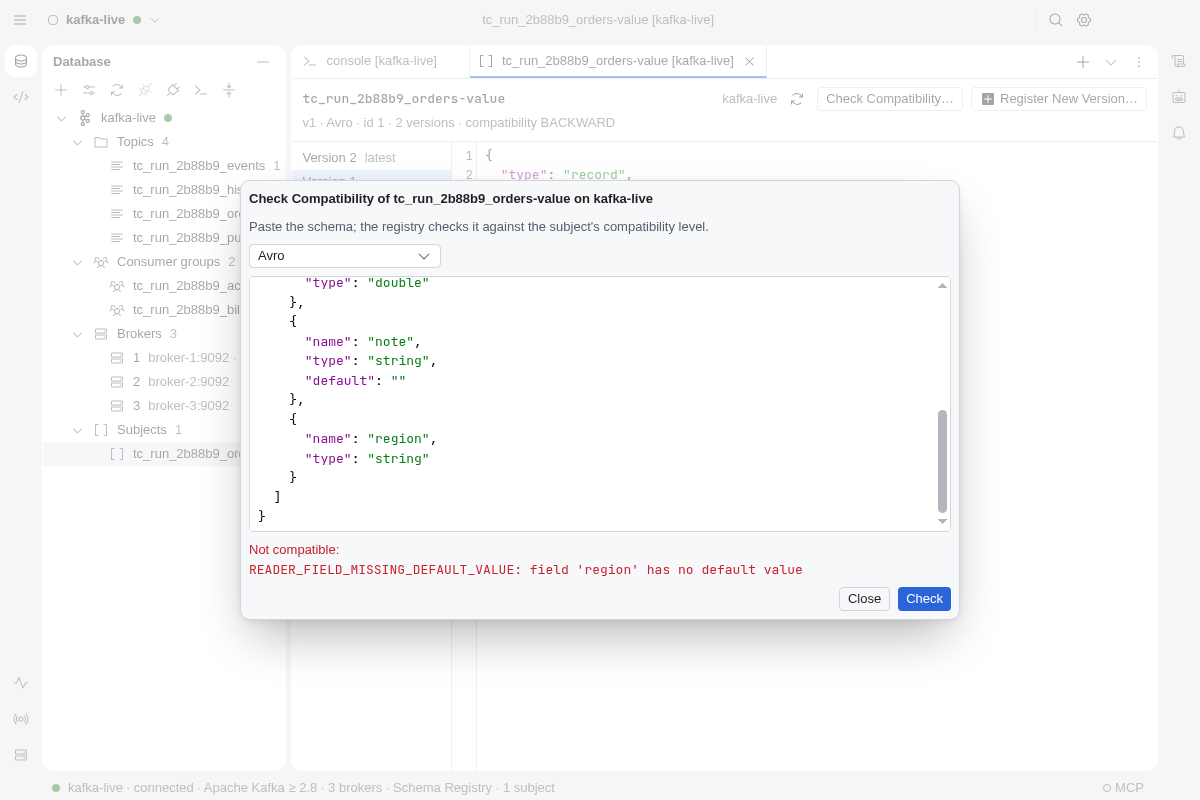 kafka-live
tc_run_2b88b9_orders-value [kafka-live]
Database
console [kafka-live]
tc_run_2b88b9_orders-value [kafka-live]
tc_run_2b88b9_orders-value
kafka-live
Check Compatibility…
Register New Version…
v1 · Avro · id 1 · 2 versions · compatibility BACKWARD
kafka-live
Topics 4
tc_run_2b88b9_events 1
tc_run_2b88b9_his
tc_run_2b88b9_ord
tc_run_2b88b9_pu
Consumer groups 2
tc_run_2b88b9_ac
tc_run_2b88b9_bil
Brokers 3
1 broker-1:9092 ·
2 broker-2:9092
3 broker-3:9092
Subjects 1
tc_run_2b88b9_ord
Version 2 latest
Version 1
1 {
2 "type": "record",
Check Compatibility of tc_run_2b88b9_orders-value on kafka-live
Paste the schema; the registry checks it against the subject's compatibility level.
Avro
"type": "double"
},
{
"name": "note",
"type": "string",
"default": ""
},
{
"name": "region",
"type": "string"
}
]
}
Not compatible:
READER_FIELD_MISSING_DEFAULT_VALUE: field 'region' has no default value
Close
Check
kafka-live · connected · Apache Kafka ≥ 2.8 · 3 brokers · Schema Registry · 1 subject
MCP